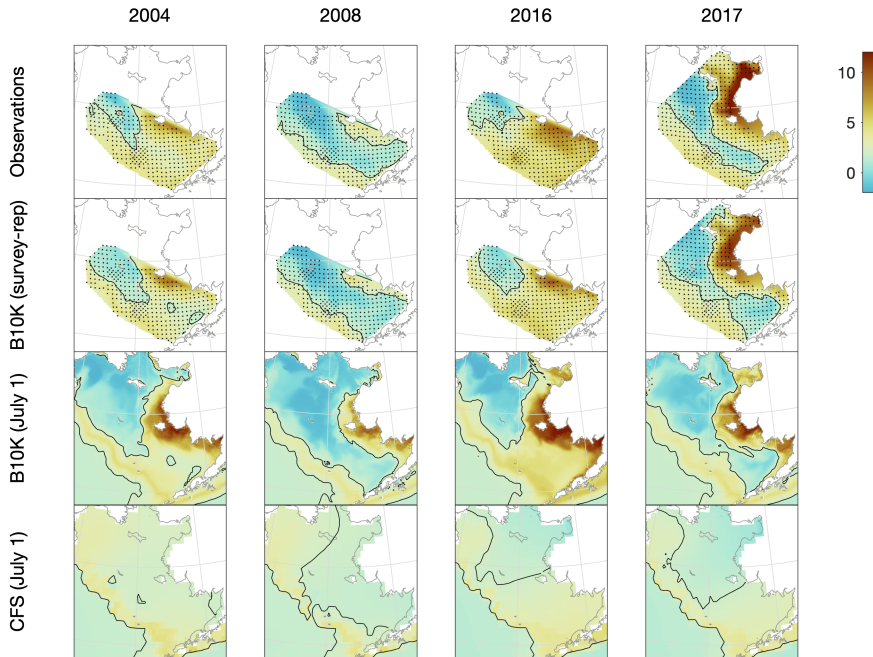 2004 2008 2016 2017
Observations
10
5
0
B10K (survey-rep)
B10K (July 1)
CFS (July 1)